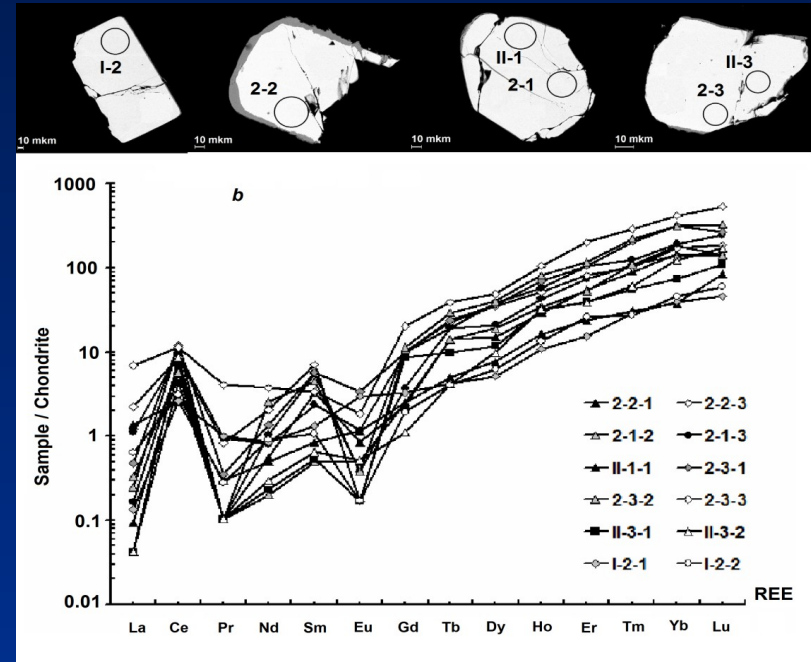 I-2
2-2
II-1
2-1
II-3
2-3
10 mkm
10 mkm
10 mkm
10 mkm
b
1000
100
10
1
0.1
0.01
Sample / Chondrite
2-2-1
2-2-3
2-1-2
2-1-3
II-1-1
2-3-1
2-3-2
2-3-3
II-3-1
II-3-2
I-2-1
I-2-2
REE
La Ce Pr Nd Sm Eu Gd Tb Dy Ho Er Tm Yb Lu